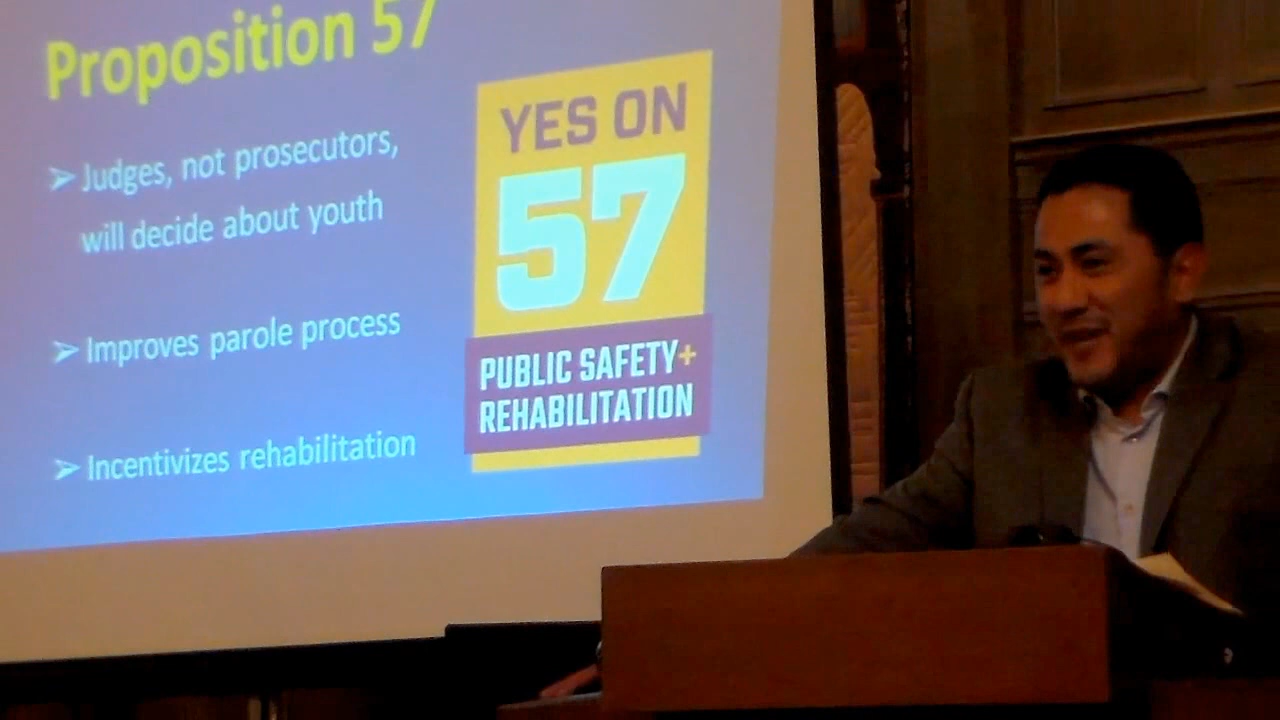 Proposition 57
➢ Judges, not prosecutors,
will decide about youth
➢ Improves parole process
➢ Incentivizes rehabilitation
YES ON
57
PUBLIC SAFETY+
REHABILITATION